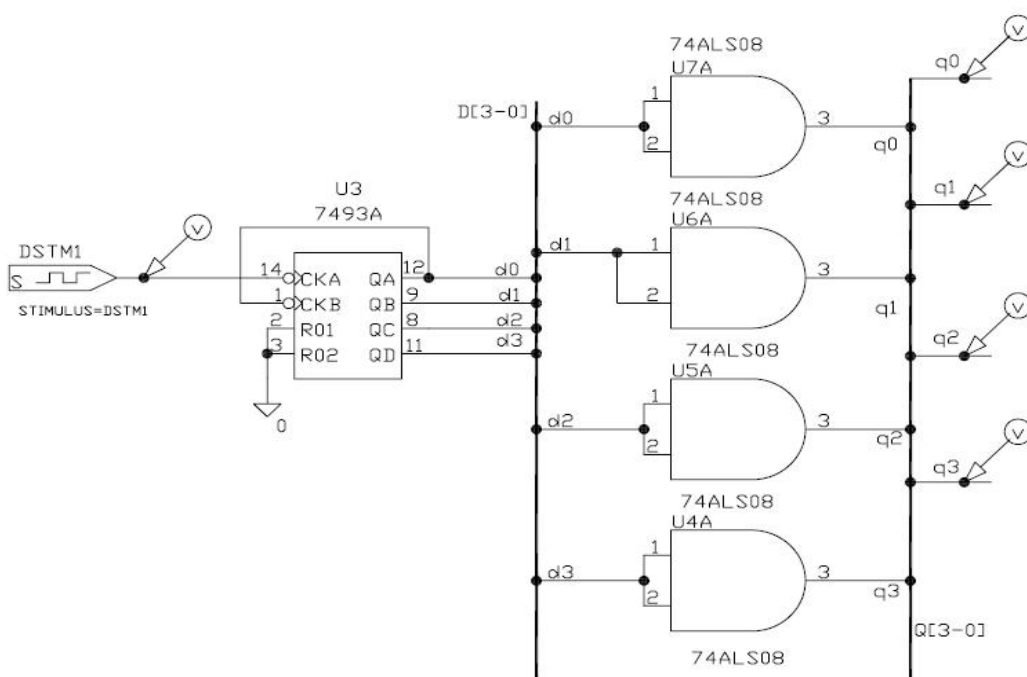 74ALS08
U7A
1
2
3
q0
V
q0
D[3-0]
d0
74ALS08
U6A
1
2
3
q1
V
q1
d1
U3
7493A
DSTM1
S
STIMULUS=DSTM1
V
14
CKA
QA
12
d0
1
CKB
QB
9
d1
2
R01
QC
8
d2
3
R02
QD
11
d3
0
74ALS08
U5A
1
2
3
q2
V
q2
d2
q3
V
74ALS08
U4A
1
2
3
q3
d3
Q[3-0]
74ALS08